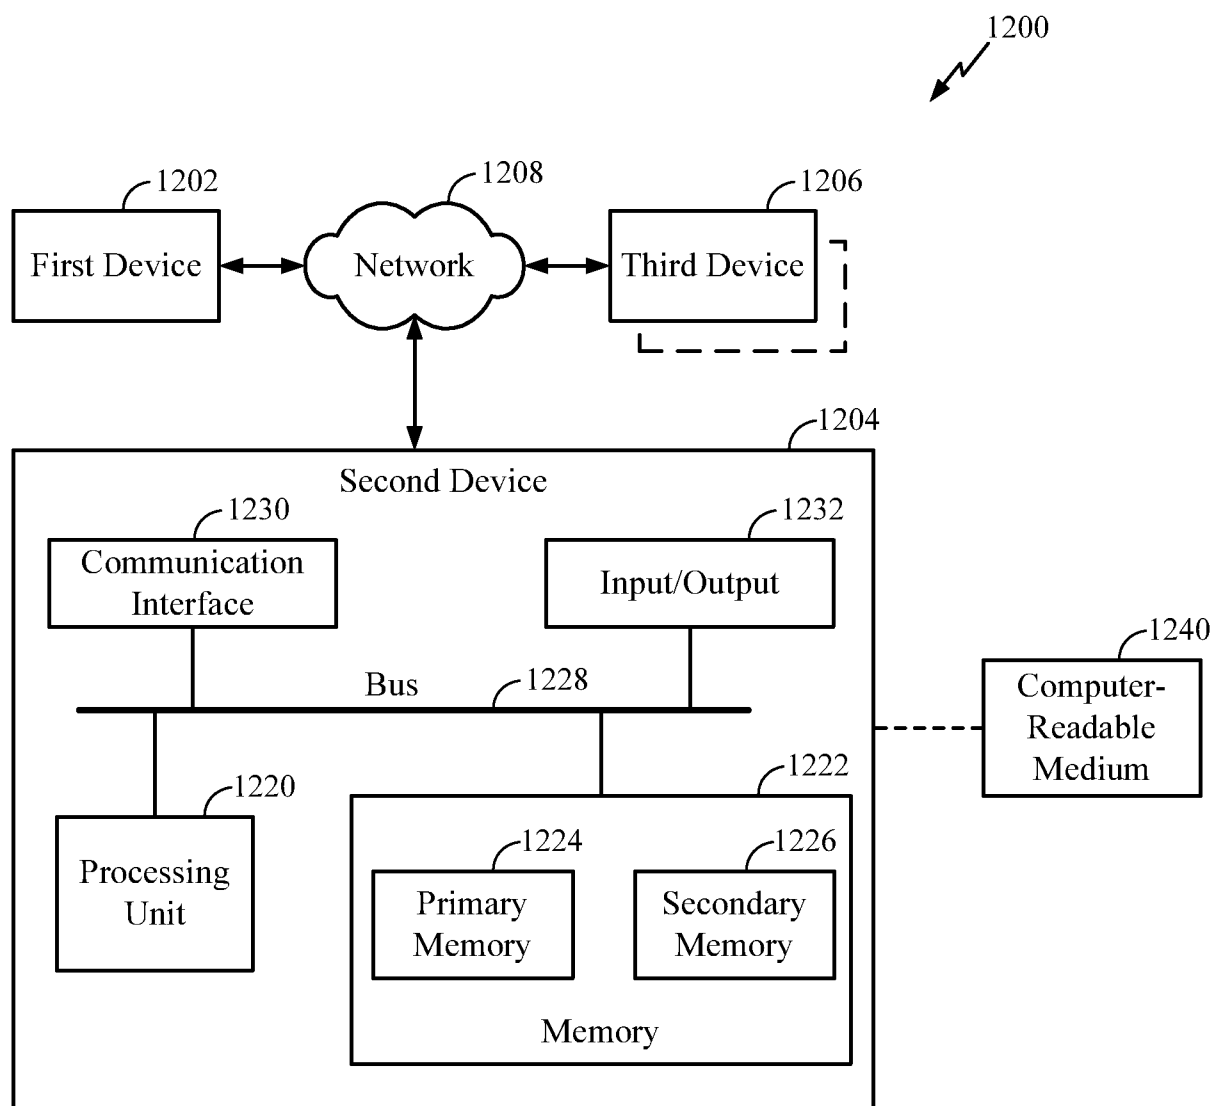 1200
1202
1208
1206
First Device
Network
Third Device
1204
Second Device
1230
1232
Communication
Interface
Input/Output
1240
Computer-
Readable
Medium
Bus
1228
1220
1222
Processing
Unit
1224
1226
Primary
Memory
Secondary
Memory
Memory